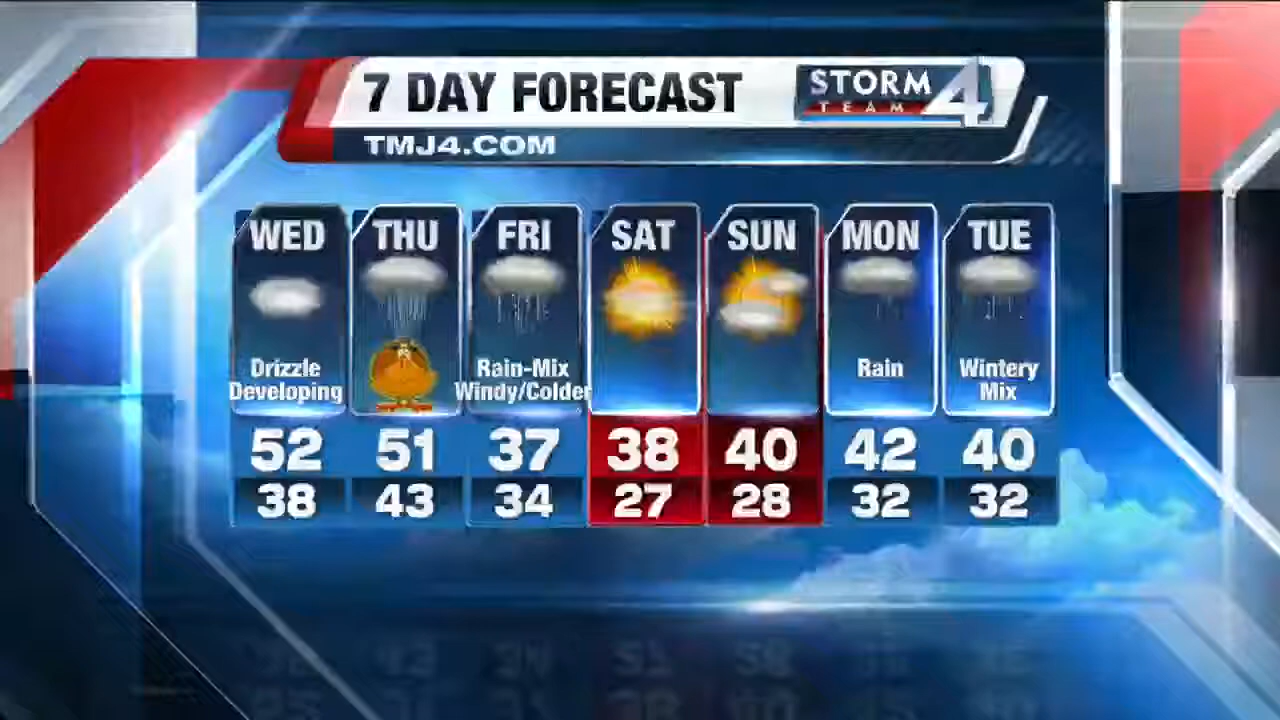 7 DAY FORECAST
STORM
TEAM 4
TMJ4.COM
WED THU FRI SAT SUN MON TUE
Drizzle Developing
Rain-Mix Windy/Colder
Rain
Wintery Mix
52 51 37 38 40 42 40
38 43 34 27 28 32 32